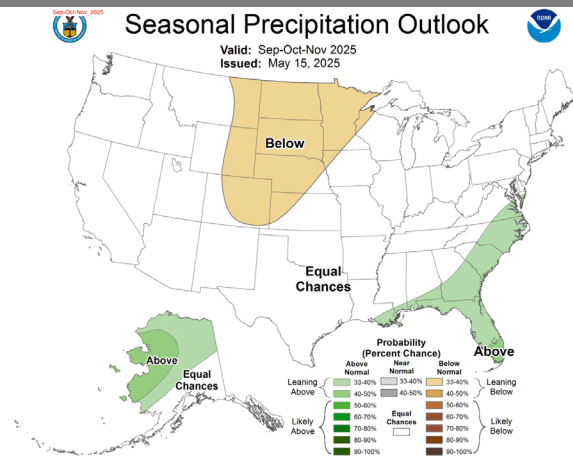 Sep-Oct-Nov_2025
Seasonal Precipitation Outlook
NOAA
Valid: Sep-Oct-Nov 2025
Issued: May 15, 2025
Below
Equal
Chances
Above
Above
Equal
Chances
Probability
(Percent Chance)
Above
Normal
Near
Normal
Below
Normal
Leaning
Above
33-40%
33-40%
33-40%
Leaning
Below
40-50%
40-50%
40-50%
Likely
Above
50-60%
60-70%
70-80%
80-90%
90-100%
Equal
Chances
50-60%
60-70%
70-80%
80-90%
90-100%
Likely
Below